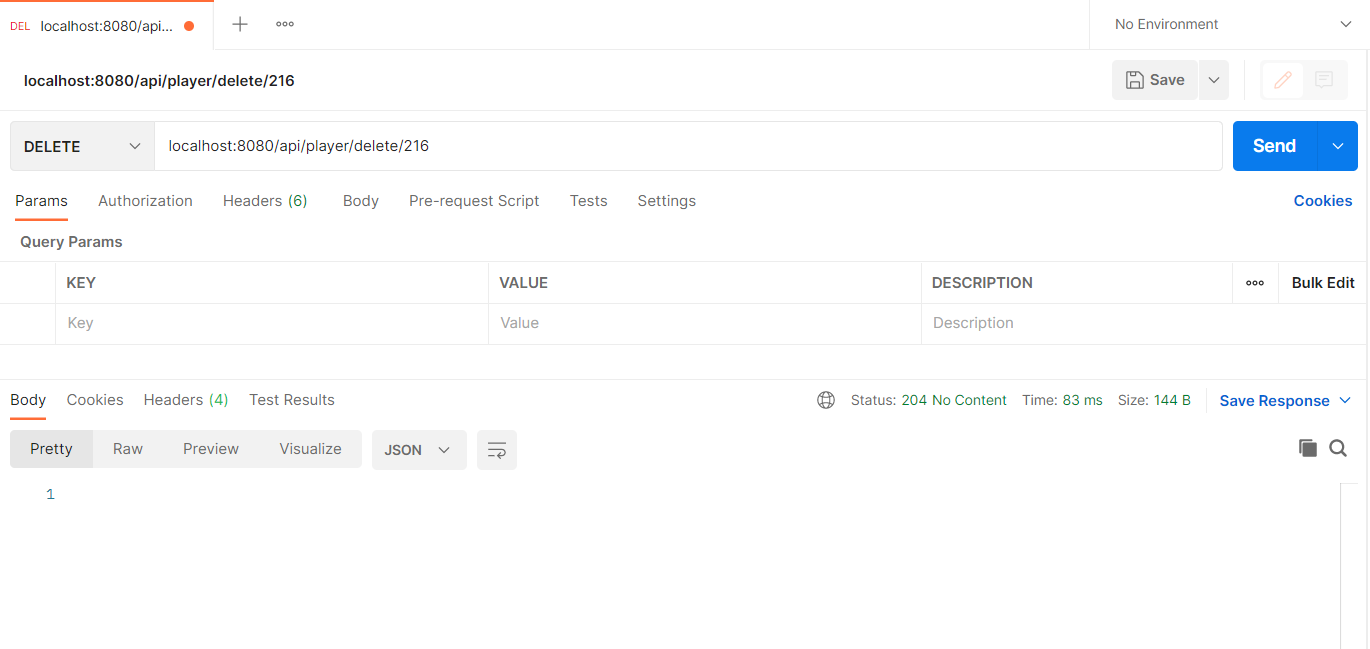 DEL localhost:8080/api... No Environment
localhost:8080/api/player/delete/216 Save
DELETE localhost:8080/api/player/delete/216 Send
Params Authorization Headers (6) Body Pre-request Script Tests Settings Cookies
Query Params
KEY VALUE DESCRIPTION Bulk Edit
Key Value Description
Body Cookies Headers (4) Test Results Status: 204 No Content Time: 83 ms Size: 144 B Save Response
Pretty Raw Preview Visualize JSON
1